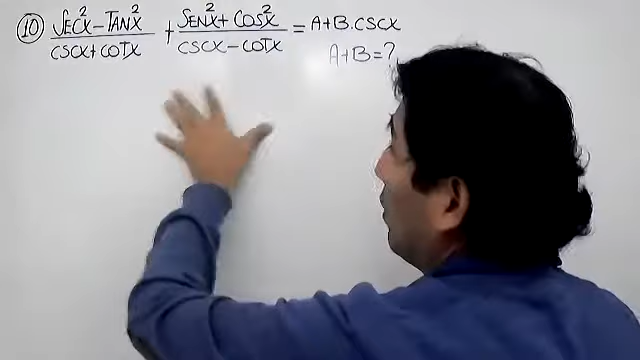 ⑩ SEC²X - TAN²X / CSCX + COTX + SEN²X + COS²X / CSCX - COTX = A + B.CSCX
A+B=?